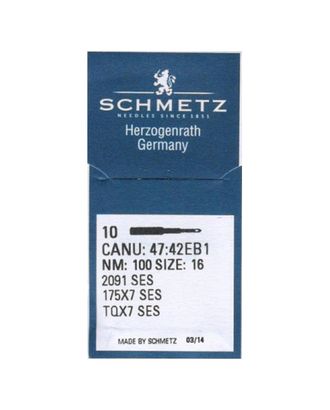 SCHMETZ
NEEDLES SINCE 1851
Herzogenrath
Germany
10
CANU: 47:42EB1
NM: 100 SIZE: 16
2091 SES
175X7 SES
TQX7 SES
MADE BY SCHMETZ 03/14